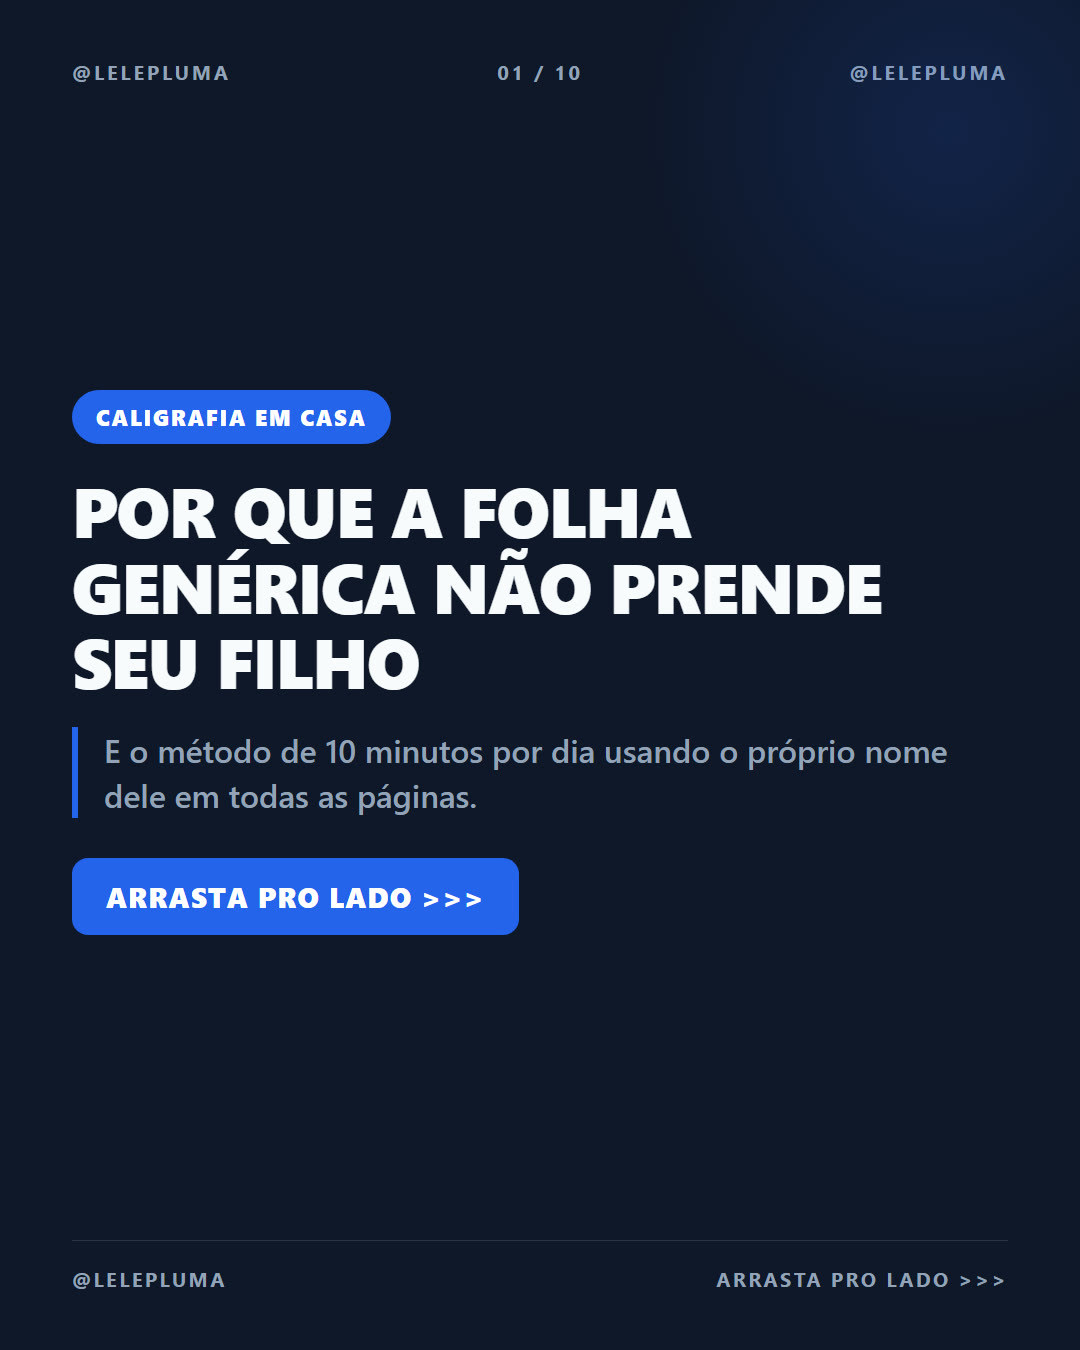 @LELEPLUMA
01 / 10
@LELEPLUMA
CALIGRAFIA EM CASA
POR QUE A FOLHA
GENÉRICA NÃO PRENDE
SEU FILHO
E o método de 10 minutos por dia usando o próprio nome
dele em todas as páginas.
ARRASTA PRO LADO >>>
@LELEPLUMA
ARRASTA PRO LADO >>>